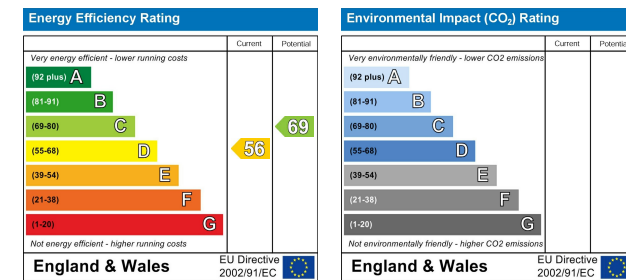 Energy Efficiency Rating
Current Potential
Very energy efficient - lower running costs
(92 plus) A
(81-91) B
(69-80) C
69
(55-68) D
56
(39-54) E
(21-38) F
(1-20) G
Not energy efficient - higher running costs
England & Wales
EU Directive
2002/91/EC
Environmental Impact (CO₂) Rating
Current Potential
Very environmentally friendly - lower CO2 emissions
(92 plus) A
(81-91) B
(69-80) C
(55-68) D
(39-54) E
(21-38) F
(1-20) G
Not environmentally friendly - higher CO2 emissions
England & Wales
EU Directive
2002/91/EC